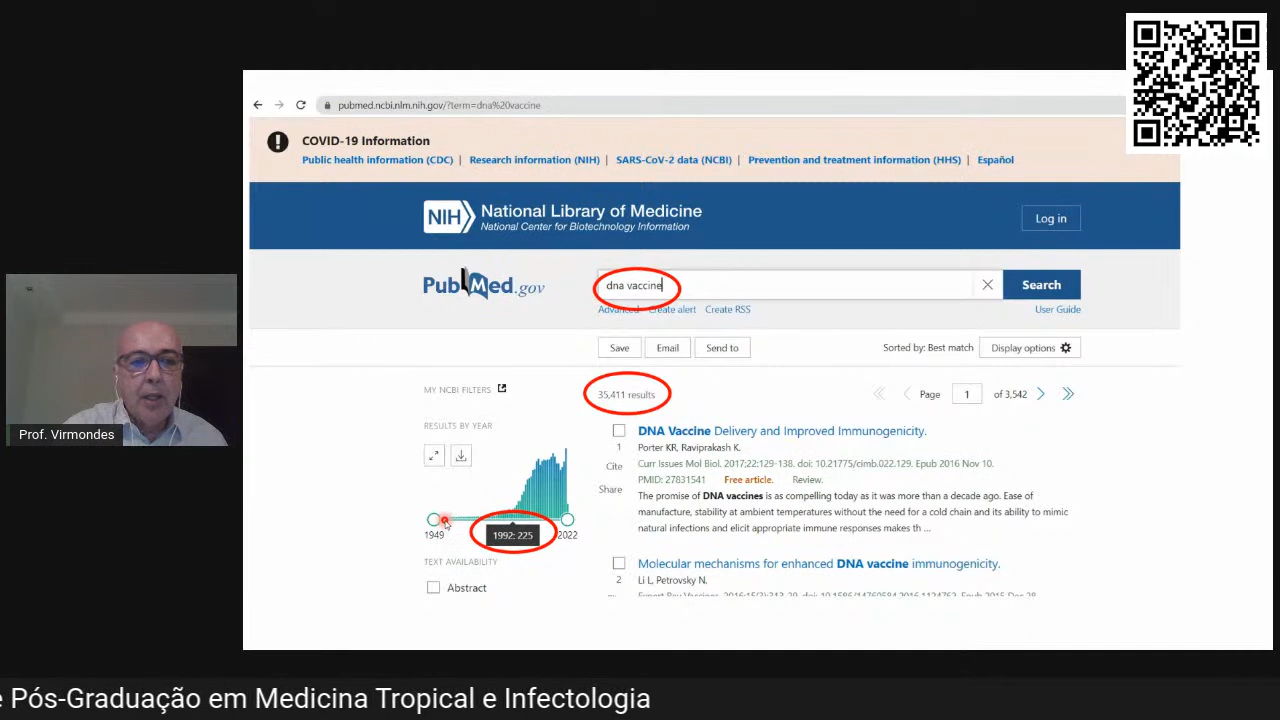 pubmed.ncbi.nlm.nih.gov/?term=dna%20vaccine
COVID-19 Information
Public health information (CDC) | Research information (NIH) | SARS-CoV-2 data (NCBI) | Prevention and treatment information (HHS) | Español
NIH National Library of Medicine
National Center for Biotechnology Information
Log in
PubMed.gov
dna vaccine
Search
Advanced Create alert Create RSS
User Guide
Save Email Send to
Sorted by: Best match Display options
MY NCBI FILTERS
35,411 results
Page 1 of 3,542
RESULTS BY YEAR
1949
1992: 225
2022
TEXT AVAILABILITY
Abstract
1
Cite
Share
DNA Vaccine Delivery and Improved Immunogenicity.
Porter KR, Raviprakash K.
Curr Issues Mol Biol. 2017;22:129-138. doi: 10.21775/cimb.022.129. Epub 2016 Nov 10.
PMID: 27831541 Free article. Review.
The promise of DNA vaccines is as compelling today as it was more than a decade ago. Ease of
manufacture, stability at ambient temperatures without the need for a cold chain and its ability to mimic
natural infections and elicit appropriate immune responses makes th ...
2
Molecular mechanisms for enhanced DNA vaccine immunogenicity.
Li L, Petrovsky N.
Prof. Virmondes
e Pós-Graduação em Medicina Tropical e Infectologia